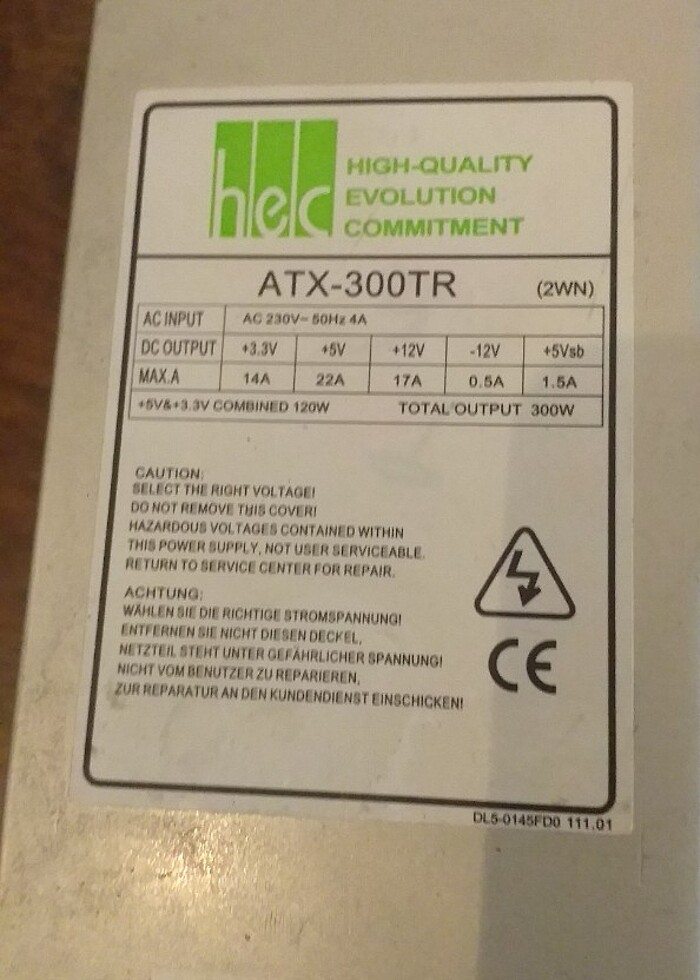 hec
HIGH-QUALITY
EVOLUTION
COMMITMENT
ATX-300TR (2WN)
AC INPUT AC 230V~ 50Hz 4A
DC OUTPUT +3.3V +5V +12V -12V +5Vsb
MAX.A 14A 22A 17A 0.5A 1.5A
+5V&+3.3V COMBINED 120W TOTAL OUTPUT 300W
CAUTION:
SELECT THE RIGHT VOLTAGE!
DO NOT REMOVE THIS COVER!
HAZARDOUS VOLTAGES CONTAINED WITHIN
THIS POWER SUPPLY, NOT USER SERVICEABLE.
RETURN TO SERVICE CENTER FOR REPAIR.
ACHTUNG:
WÄHLEN SIE DIE RICHTIGE STROMSPANNUNG!
ENTFERNEN SIE NICHT DIESEN DECKEL,
NETZTEIL STEHT UNTER GEFÄHRLICHER SPANNUNG!
NICHT VOM BENUTZER ZU REPARIEREN,
ZUR REPARATUR AN DEN KUNDENDIENST EINSCHICKEN!
CE
DL5-0145FD0 111.01